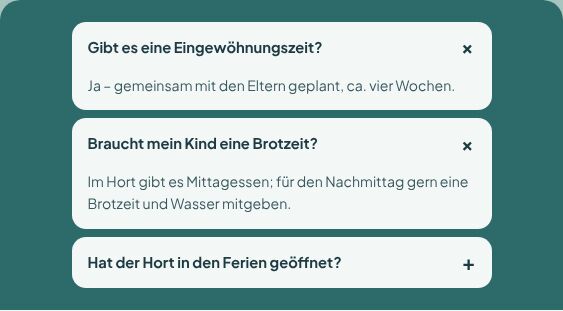 Gibt es eine Eingewöhnungszeit?
Ja – gemeinsam mit den Eltern geplant, ca. vier Wochen.
Braucht mein Kind eine Brotzeit?
Im Hort gibt es Mittagessen; für den Nachmittag gern eine
Brotzeit und Wasser mitgeben.
Hat der Hort in den Ferien geöffnet?